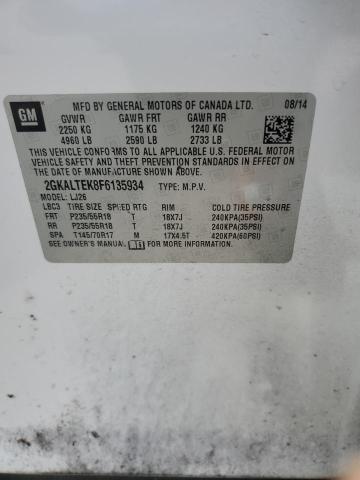 GM
MFD BY GENERAL MOTORS OF CANADA LTD. 08/14
GVWR GAWR FRT GAWR RR
2250 KG 1175 KG 1240 KG
4960 LB 2590 LB 2733 LB
THIS VEHICLE CONFORMS TO ALL APPLICABLE U.S. FEDERAL MOTOR
VEHICLE SAFETY AND THEFT PREVENTION STANDARDS IN EFFECT ON
THE DATE OF MANUFACTURE SHOWN ABOVE.
2GKALTEK8F6135934 TYPE: M.P.V.
MODEL: LJ26
LBC3 TIRE SIZE SPEED RTG RIM COLD TIRE PRESSURE
FRT P235/55R18 T 18X7J 240KPA(35PSI)
RR P235/55R18 T 18X7J 240KPA(35PSI)
SPA T145/70R17 M 17X4.5T 420KPA(60PSI)
SEE OWNER'S MANUAL